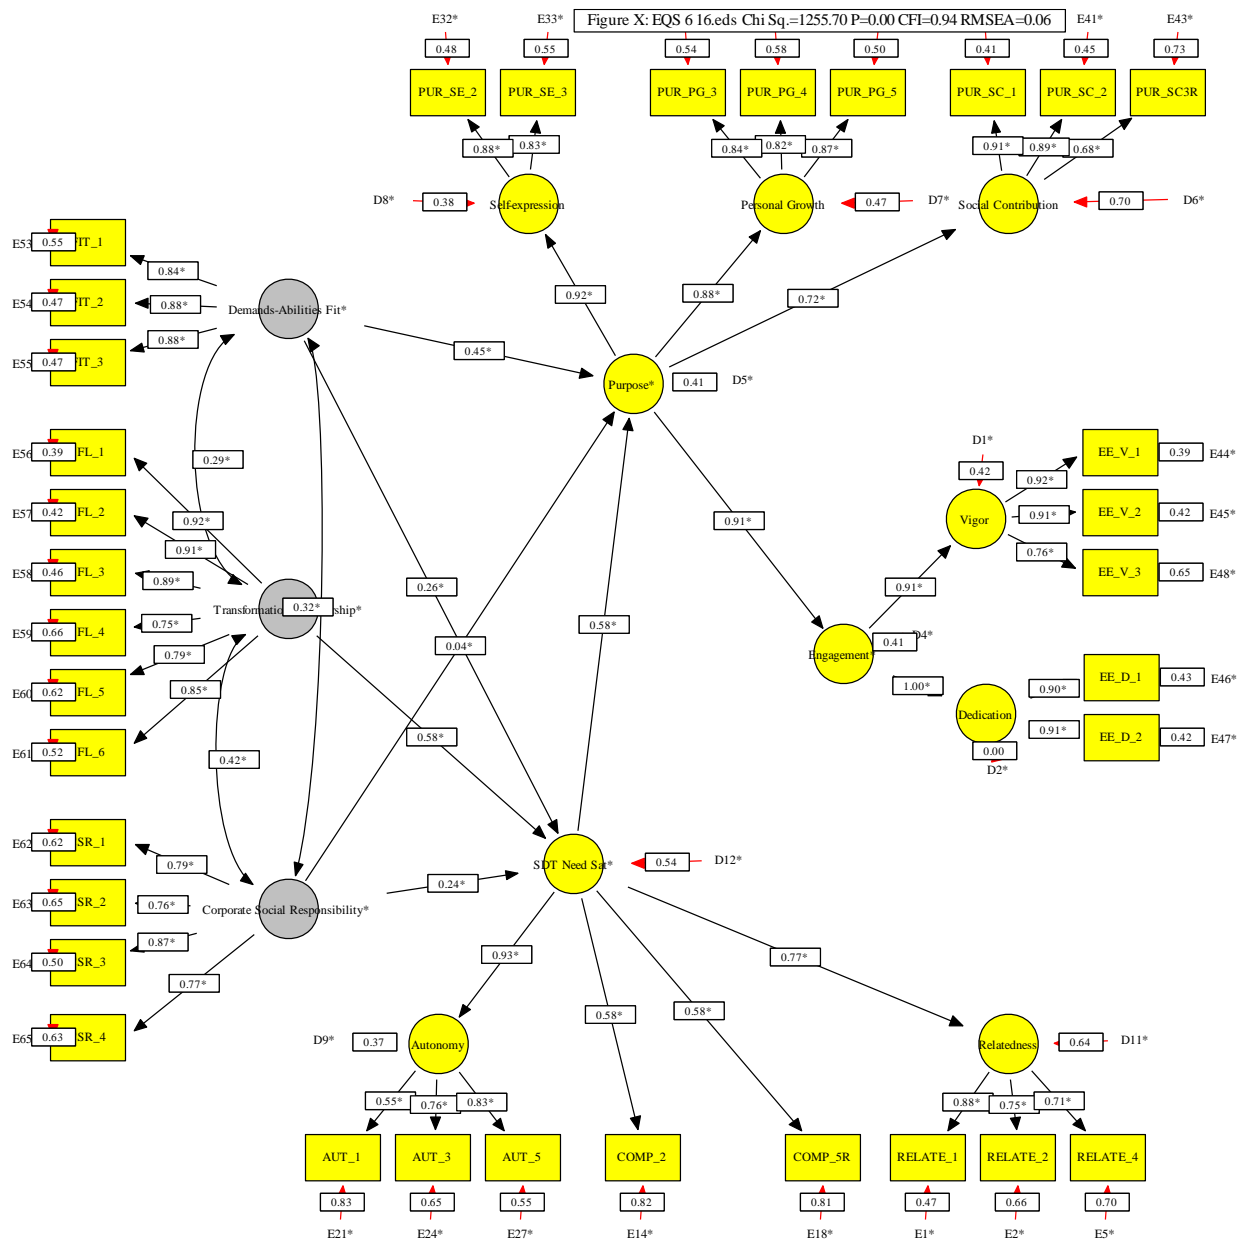 E32*
E33*
Figure X: EQS 6 16.eds Chi Sq.=1255.70 P=0.00 CFI=0.94 RMSEA=0.06
E41*
E43*
0.48
0.55
0.54
0.58
0.50
0.41
0.45
0.73
PUR_SE_2
PUR_SE_3
PUR_PG_3
PUR_PG_4
PUR_PG_5
PUR_SC_1
PUR_SC_2
PUR_SC3R
0.88*
0.83*
0.84*
0.82*
0.87*
0.91*
0.89*
0.68*
D8*
0.38
Self-expression
Personal Growth
0.47
D7*
Social Contribution
0.70
D6*
E53
0.55
FIT_1
0.84*
E54
0.47
FIT_2
0.88*
Demands-Abilities Fit*
E55
0.47
FIT_3
0.88*
0.92*
0.88*
0.72*
0.45*
Purpose*
0.41
D5*
E56
0.39
FL_1
0.29*
E57
0.42
FL_2
0.92*
0.91*
E58
0.46
FL_3
0.89*
E59
0.66
FL_4
0.75*
0.32*
E60
0.62
FL_5
0.79*
0.85*
E61
0.52
FL_6
0.42*
0.26*
0.04*
0.58*
0.58*
0.91*
D1*
0.42
Vigor
0.92*
EE_V_1
0.39
E44*
0.91*
EE_V_2
0.42
E45*
0.76*
EE_V_3
0.65
E48*
0.91*
Engagement*
0.41
D4*
1.00*
Dedication
0.00
D2*
0.90*
EE_D_1
0.43
E46*
0.91*
EE_D_2
0.42
E47*
E62
0.62
SR_1
0.79*
E63
0.65
SR_2
0.76*
Corporate Social Responsibility*
E64
0.50
SR_3
0.87*
E65
0.63
SR_4
0.77*
0.24*
SDT Need Sat*
0.54
D12*
0.93*
0.58*
0.58*
0.77*
D9*
0.37
Autonomy
Relatedness
0.64
D11*
0.55*
0.76*
0.83*
0.88*
0.75*
0.71*
AUT_1
AUT_3
AUT_5
COMP_2
COMP_5R
RELATE_1
RELATE_2
RELATE_4
0.83
0.65
0.55
0.82
0.81
0.47
0.66
0.70
E21*
E24*
E27*
E14*
E18*
E1*
E2*
E5*